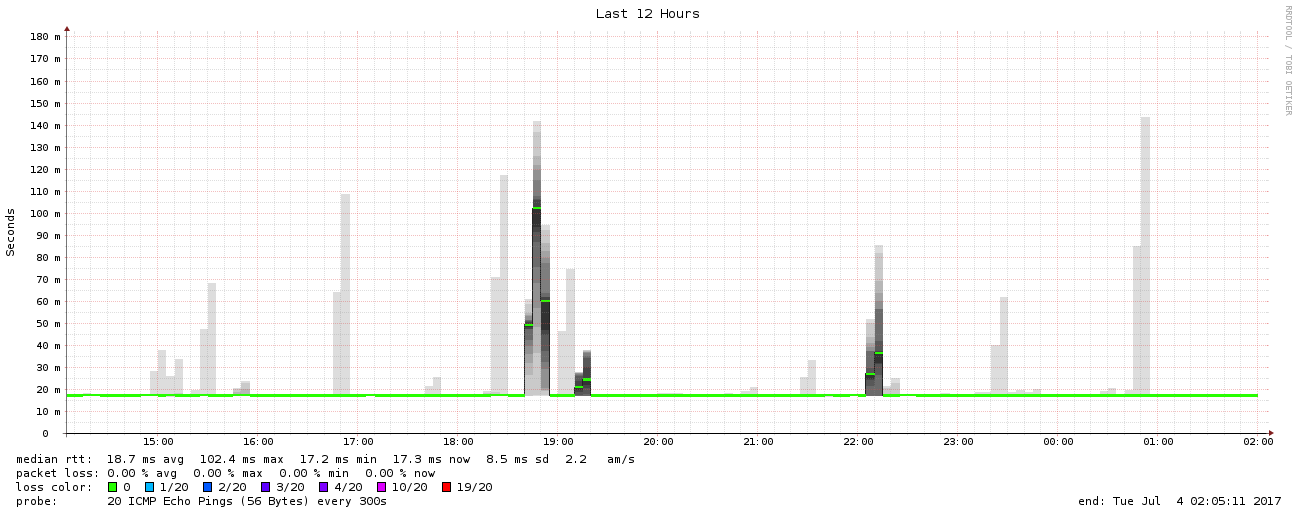 Last 12 Hours
RRDTOOL / TOBI OETIKER
Seconds
180 m
170 m
160 m
150 m
140 m
130 m
120 m
110 m
100 m
90 m
80 m
70 m
60 m
50 m
40 m
30 m
20 m
10 m
0
15:00 16:00 17:00 18:00 19:00 20:00 21:00 22:00 23:00 00:00 01:00 02:00
median rtt: 18.7 ms avg 102.4 ms max 17.2 ms min 17.3 ms now 8.5 ms sd 2.2 am/s
packet loss: 0.00 % avg 0.00 % max 0.00 % min 0.00 % now
loss color: 0 1/20 2/20 3/20 4/20 10/20 19/20
probe: 20 ICMP Echo Pings (56 Bytes) every 300s end: Tue Jul 4 02:05:11 2017